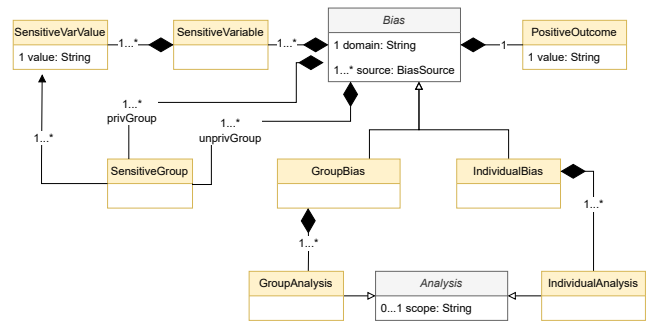 Bias
SensitiveVarValue
SensitiveVariable
PositiveOutcome
1...*
1...*
1 domain: String
1
1 value: String
1...* source: BiasSource
1 value: String
1...*
privGroup
1...*
unprivGroup
1...*
SensitiveGroup
GroupBias
IndividualBias
1...*
1...*
GroupAnalysis
Analysis
IndividualAnalysis
0...1 scope: String